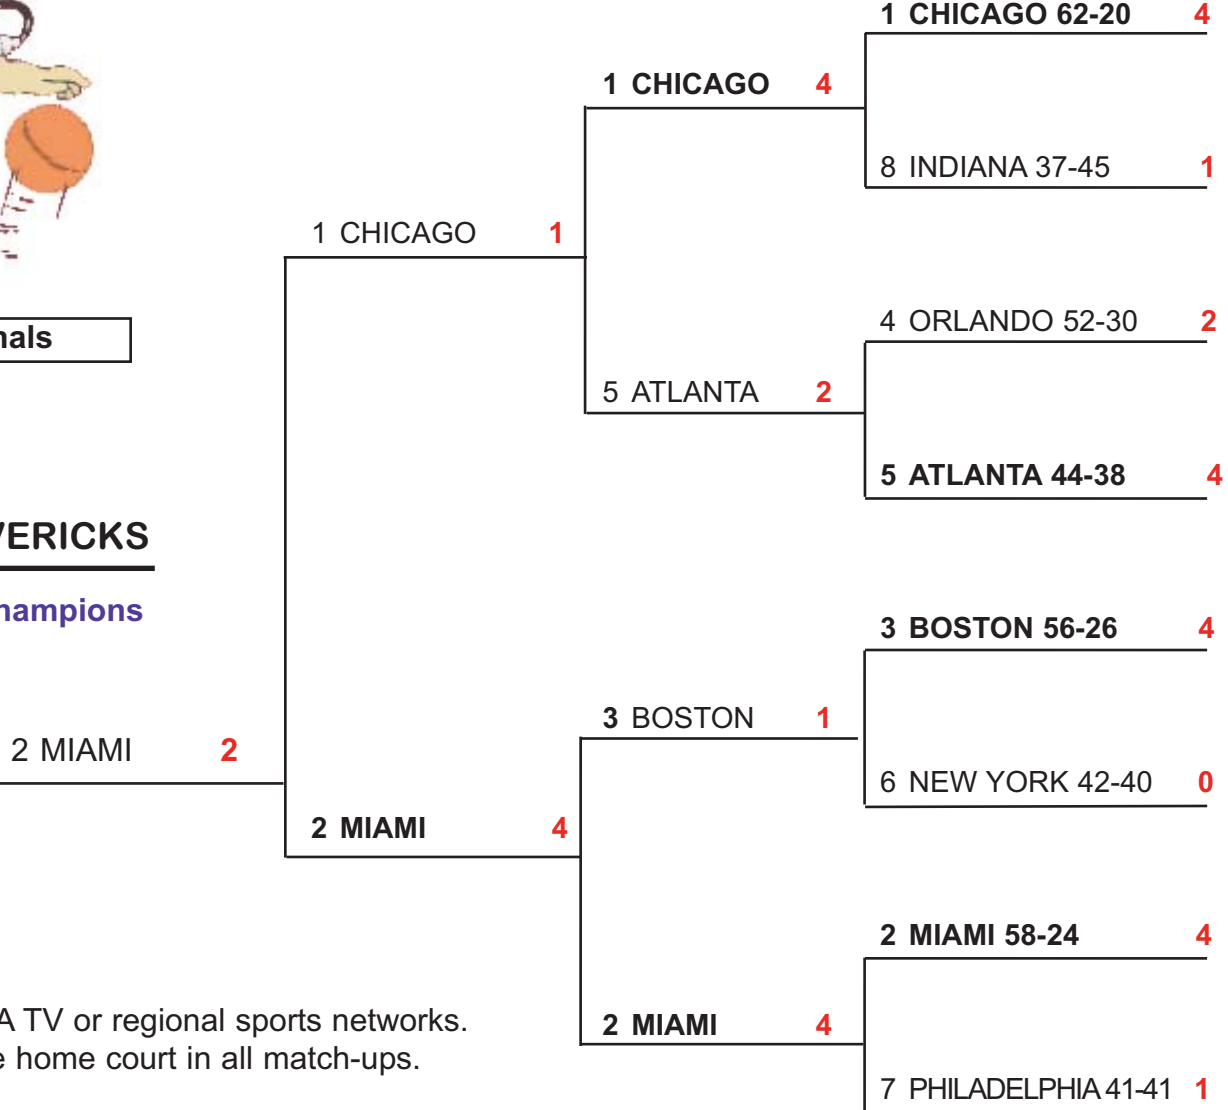 1 CHICAGO 62-20 4
1 CHICAGO 4
8 INDIANA 37-45 1
1 CHICAGO 1
4 ORLANDO 52-30 2
nals
5 ATLANTA 2
5 ATLANTA 44-38 4
VERICKS
hampions
3 BOSTON 56-26 4
3 BOSTON 1
2 MIAMI 2
6 NEW YORK 42-40 0
2 MIAMI 4
2 MIAMI 58-24 4
A TV or regional sports networks.
2 MIAMI 4
e home court in all match-ups.
7 PHILADELPHIA 41-41 1